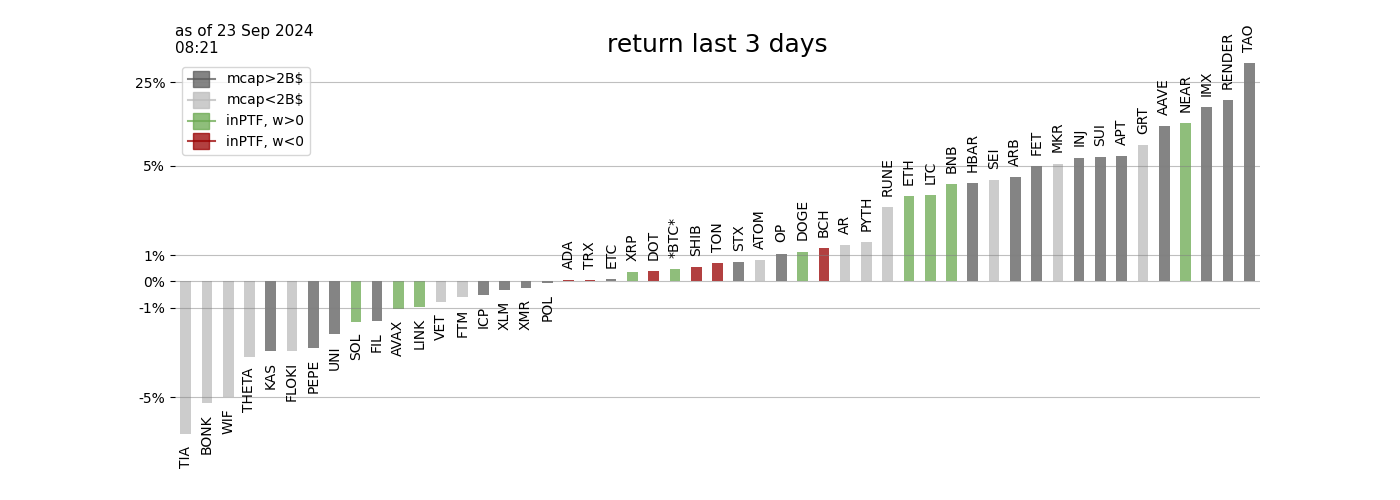 as of 23 Sep 2024
08:21
return last 3 days
mcap>2B$
mcap<2B$
inPTF, w>0
inPTF, w<0
25%
5%
1%
0%
-1%
-5%
TIA
BONK
WIF
THETA
KAS
FLOKI
PEPE
UNI
SOL
FIL
AVAX
LINK
VET
FTM
ICP
XLM
XMR
POL
ADA
TRX
ETC
XRP
DOT
*BTC*
SHIB
TON
STX
ATOM
OP
DOGE
BCH
AR
PYTH
RUNE
ETH
LTC
BNB
HBAR
SEI
ARB
FET
MKR
INJ
SUI
APT
GRT
AAVE
NEAR
IMX
RENDER
TAO